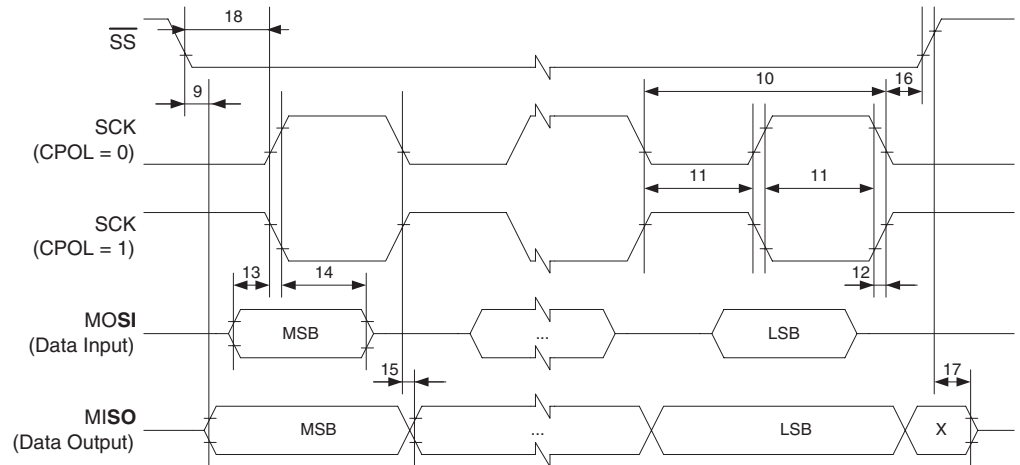 18
SS
9
10
16
SCK
(CPOL = 0)
11
11
SCK
(CPOL = 1)
13
14
12
MOSI
(Data Input)
MSB
...
LSB
15
17
MISO
(Data Output)
MSB
...
LSB
X